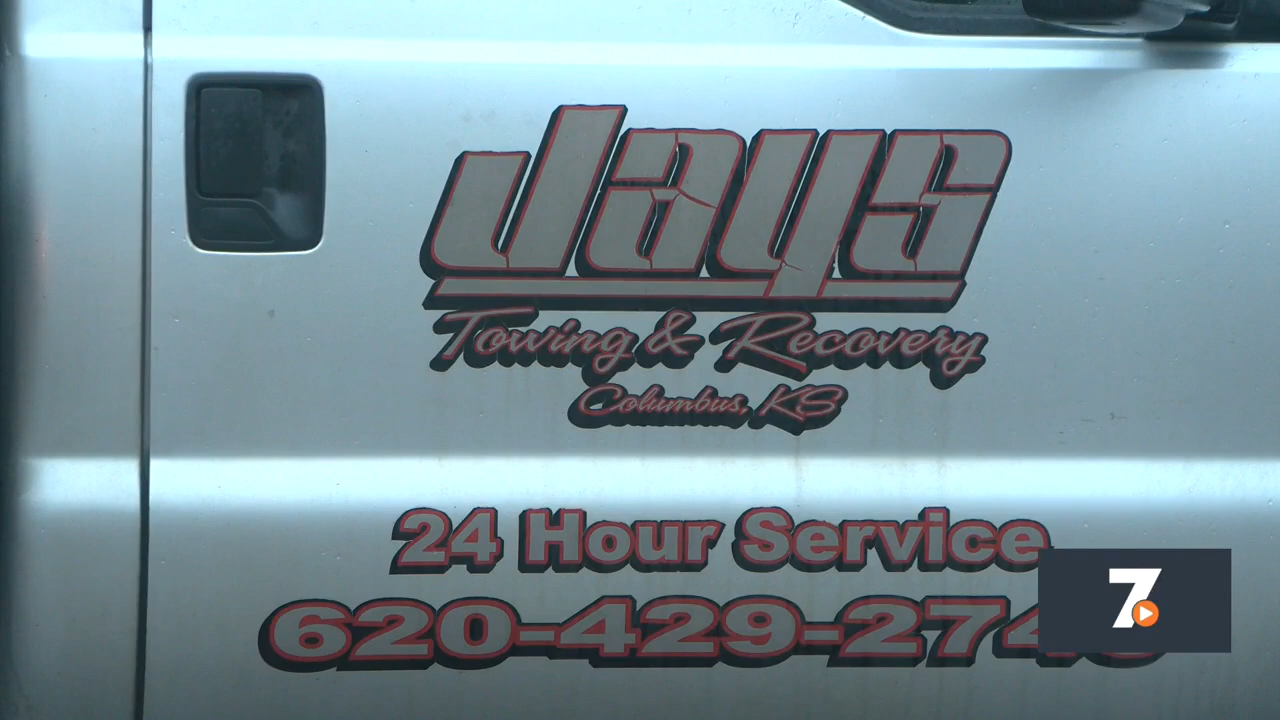 Jays
Towing & Recovery
Columbus, KS
24 Hour Service
620-429-274
7